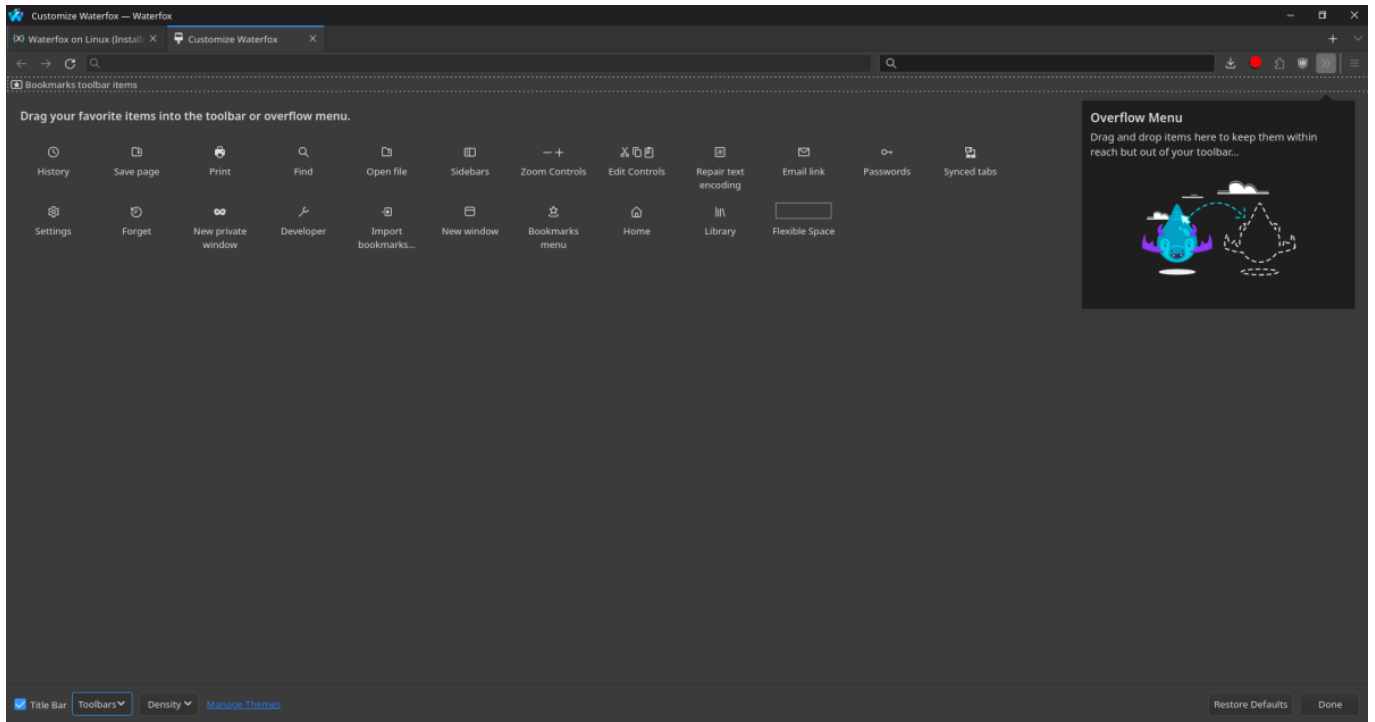 Customize Waterfox — Waterfox
Waterfox on Linux (Install/
Customize Waterfox
Bookmarks toolbar items
Drag your favorite items into the toolbar or overflow menu.
History
Save page
Print
Find
Open file
Sidebars
Zoom Controls
Edit Controls
Repair text
encoding
Email link
Passwords
Synced tabs
Settings
Forget
New private
window
Developer
Import
bookmarks...
New window
Bookmarks
menu
Home
Library
Flexible Space
Overflow Menu
Drag and drop items here to keep them within
reach but out of your toolbar...
Title Bar
Toolbars
Density
Manage Themes
Restore Defaults
Done